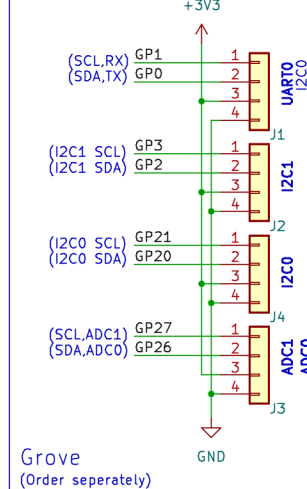 +3V3
(SCL,RX) GP1 1
(SDA,TX) GP0 2
3
4
UART0
I2C0
J1
(I2C1 SCL) GP3 1
(I2C1 SDA) GP2 2
3
4
I2C1
J2
(I2C0 SCL) GP21 1
(I2C0 SDA) GP20 2
3
4
I2C0
J4
(SCL,ADC1) GP27 1
(SDA,ADC0) GP26 2
3
4
ADC1
ADC0
J3
GND
Grove
(Order seperately)